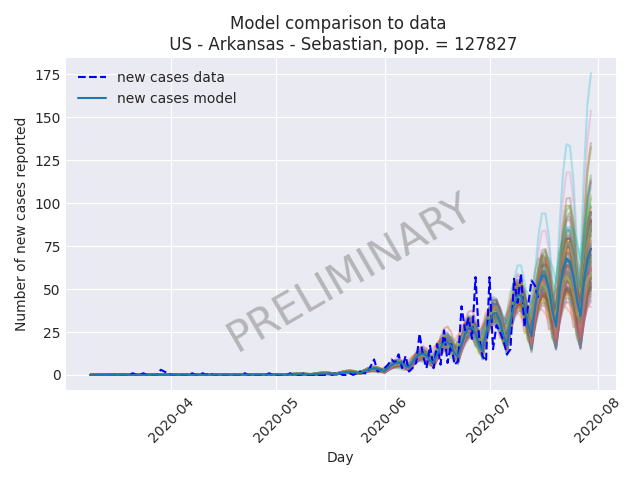 Model comparison to data
US - Arkansas - Sebastian, pop. = 127827
new cases data
new cases model
Number of new cases reported
175
150
125
100
75
50
25
0
PRELIMINARY
2020-04
2020-05
2020-06
2020-07
2020-08
Day